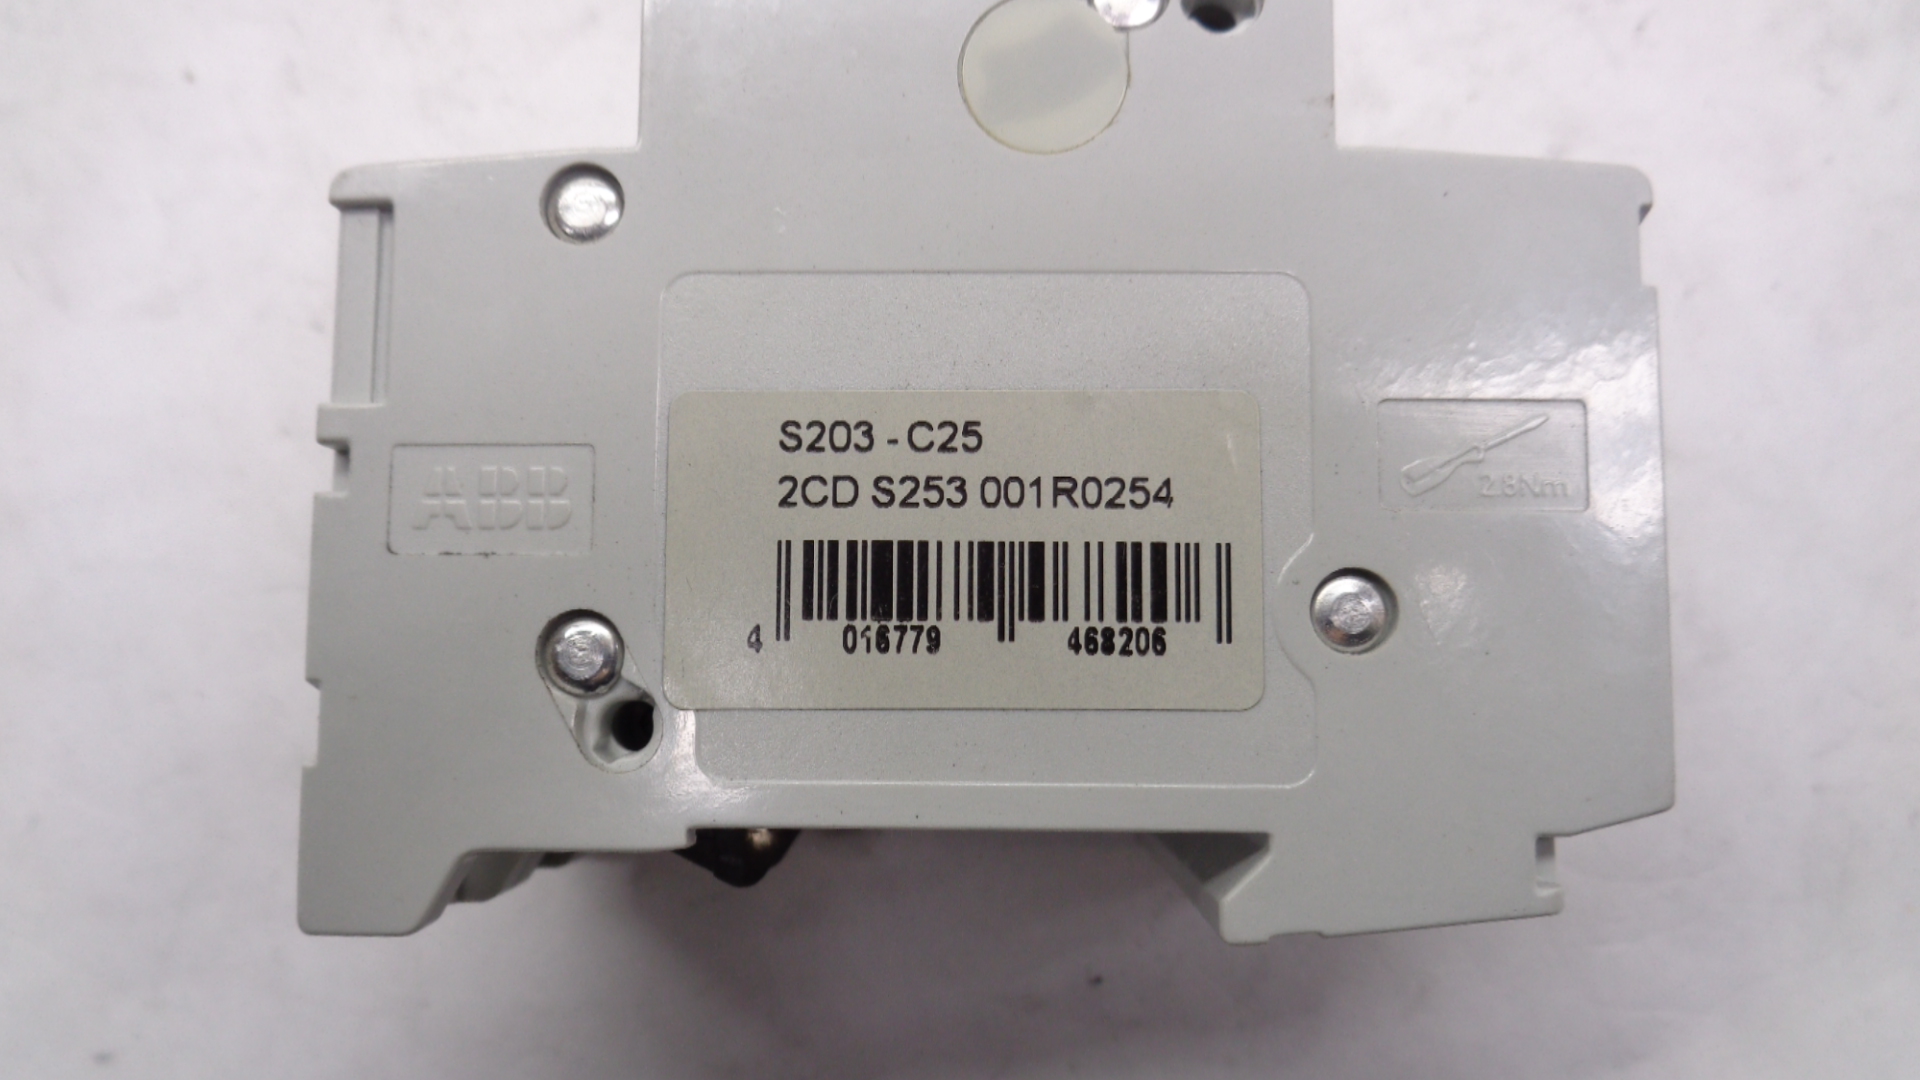 S203 - C25
2CD S253 001R0254
ABB
2.8Nm
4 016779 468206